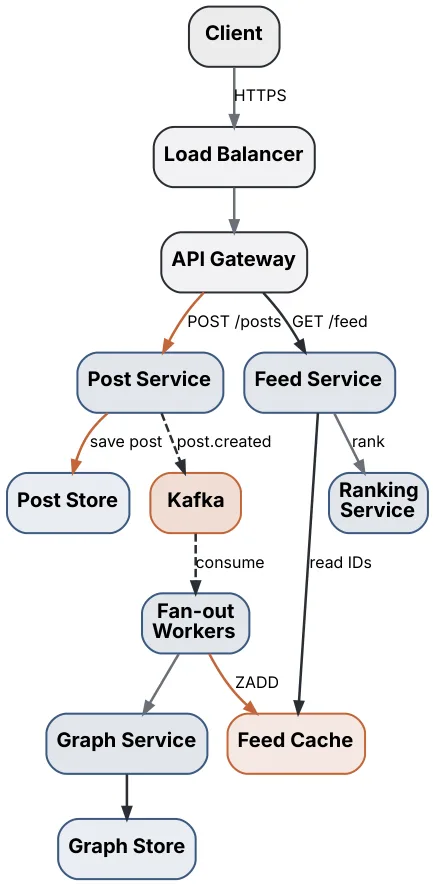 Client
HTTPS
Load Balancer
API Gateway
POST /posts
GET /feed
Post Service
Feed Service
save post
post.created
rank
Post Store
Kafka
Ranking
Service
consume
read IDs
Fan-out
Workers
ZADD
Graph Service
Feed Cache
Graph Store